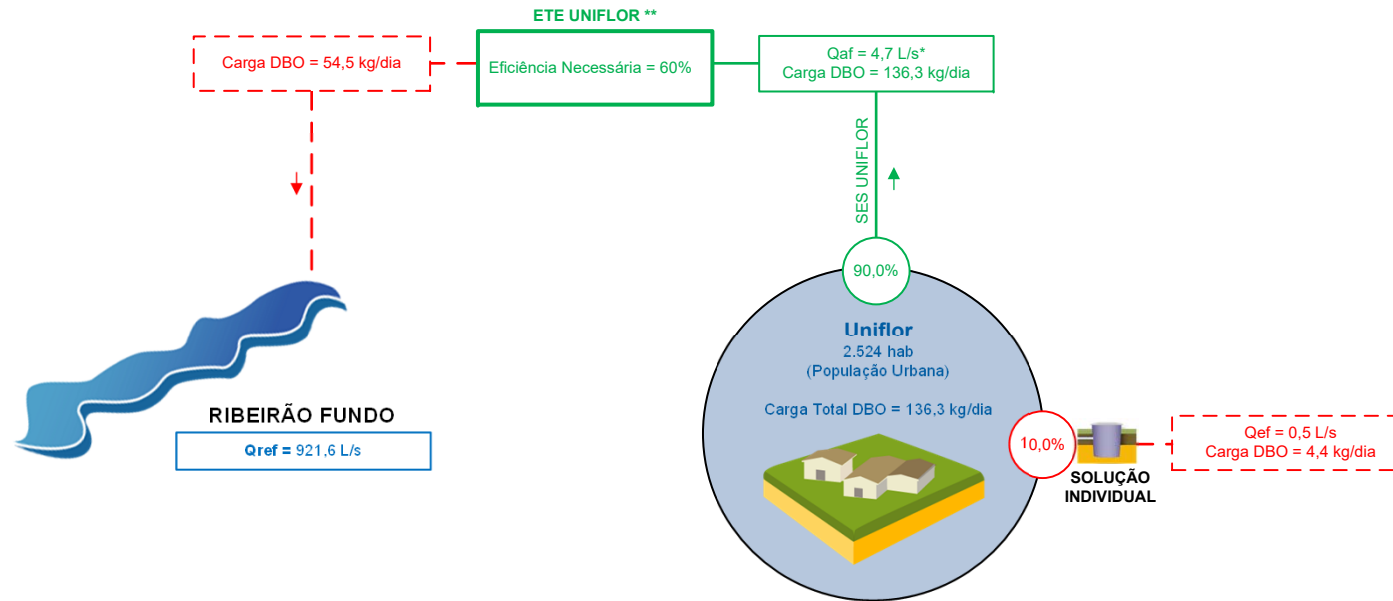 ETE UNIFLOR **
Carga DBO = 54,5 kg/dia
Eficiência Necessária = 60%
Qaf = 4,7 L/s*
Carga DBO = 136,3 kg/dia
SES UNIFLOR
90,0%
Uniflor
2.524 hab
(População Urbana)
Carga Total DBO = 136,3 kg/dia
RIBEIRÃO FUNDO
Qref = 921,6 L/s
10,0%
SOLUÇÃO
INDIVIDUAL
Qef = 0,5 L/s
Carga DBO = 4,4 kg/dia